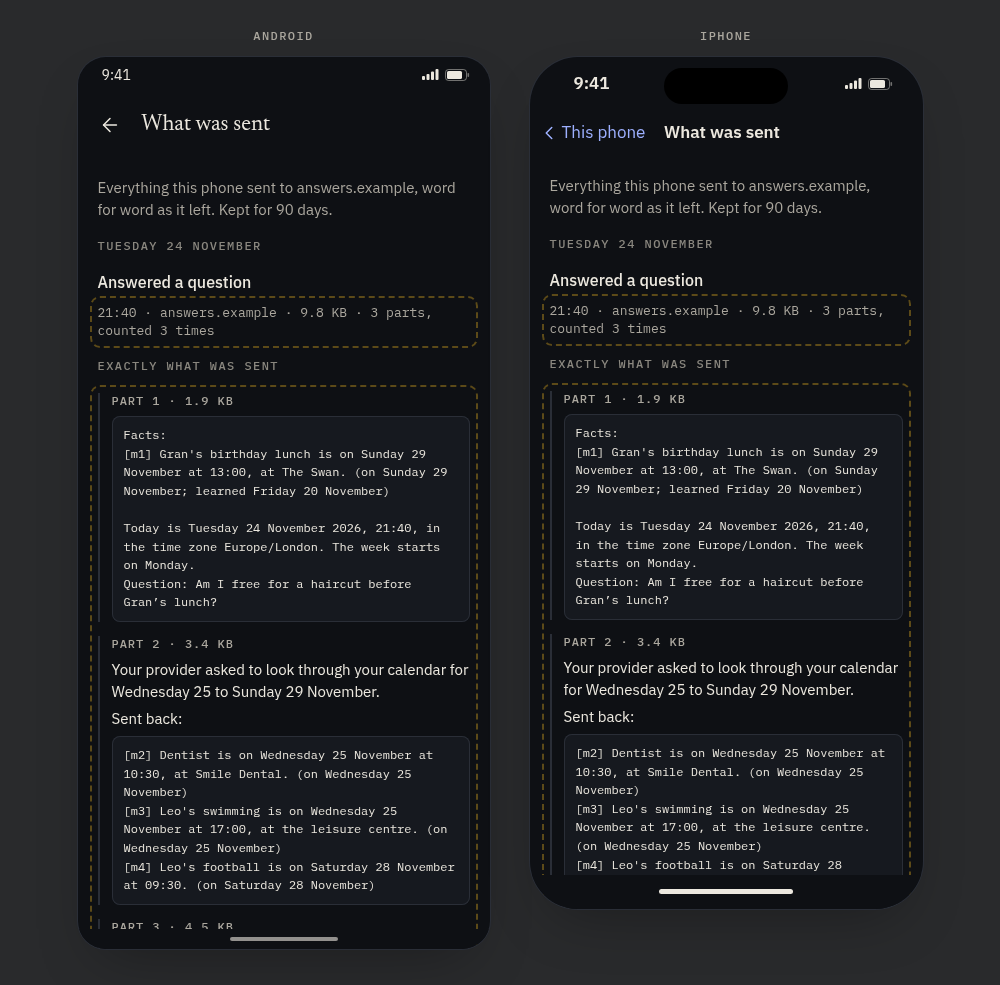 ANDROID
9:41
What was sent
Everything this phone sent to answers.example, word
for word as it left. Kept for 90 days.
TUESDAY 24 NOVEMBER
Answered a question
21:40 · answers.example · 9.8 KB · 3 parts,
counted 3 times
EXACTLY WHAT WAS SENT
PART 1 · 1.9 KB
Facts:
[m1] Gran's birthday lunch is on Sunday 29
November at 13:00, at The Swan. (on Sunday 29
November; learned Friday 20 November)
Today is Tuesday 24 November 2026, 21:40, in
the time zone Europe/London. The week starts
on Monday.
Question: Am I free for a haircut before
Gran’s lunch?
PART 2 · 3.4 KB
Your provider asked to look through your calendar for
Wednesday 25 to Sunday 29 November.
Sent back:
[m2] Dentist is on Wednesday 25 November at
10:30, at Smile Dental. (on Wednesday 25
November)
[m3] Leo's swimming is on Wednesday 25
November at 17:00, at the leisure centre. (on
Wednesday 25 November)
[m4] Leo's football is on Saturday 28 November
at 09:30. (on Saturday 28 November)
PART 3 · 4.5 KB
IPHONE
9:41
This phone
What was sent
Everything this phone sent to answers.example,
word for word as it left. Kept for 90 days.
TUESDAY 24 NOVEMBER
Answered a question
21:40 · answers.example · 9.8 KB · 3 parts,
counted 3 times
EXACTLY WHAT WAS SENT
PART 1 · 1.9 KB
Facts:
[m1] Gran's birthday lunch is on Sunday 29
November at 13:00, at The Swan. (on Sunday
29 November; learned Friday 20 November)
Today is Tuesday 24 November 2026, 21:40,
in the time zone Europe/London. The week
starts on Monday.
Question: Am I free for a haircut before
Gran’s lunch?
PART 2 · 3.4 KB
Your provider asked to look through your calendar
for Wednesday 25 to Sunday 29 November.
Sent back:
[m2] Dentist is on Wednesday 25 November at
10:30, at Smile Dental. (on Wednesday 25
November)
[m3] Leo's swimming is on Wednesday 25
November at 17:00, at the leisure centre.
(on Wednesday 25 November)
[m4] Leo's football is on Saturday 28